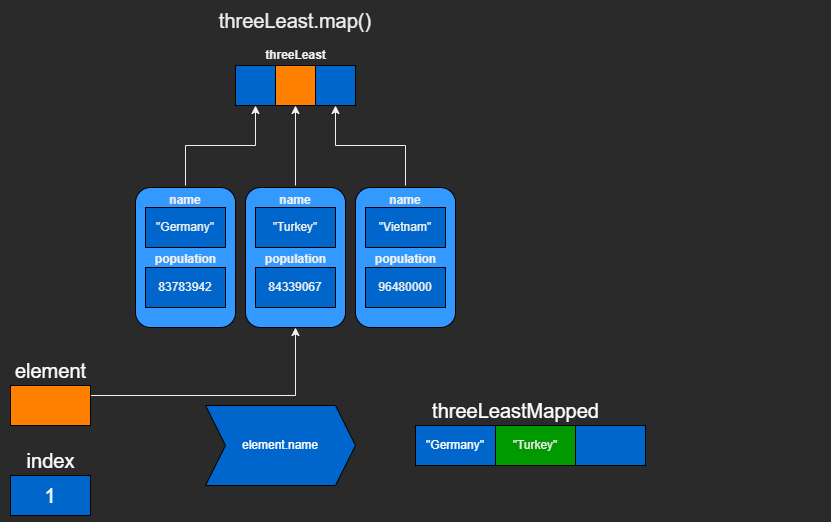 threeLeast.map()
threeLeast
name name name
"Germany" "Turkey" "Vietnam"
population population population
83783942 84339067 96480000
element
element.name
threeLeastMapped
"Germany" "Turkey"
index
1